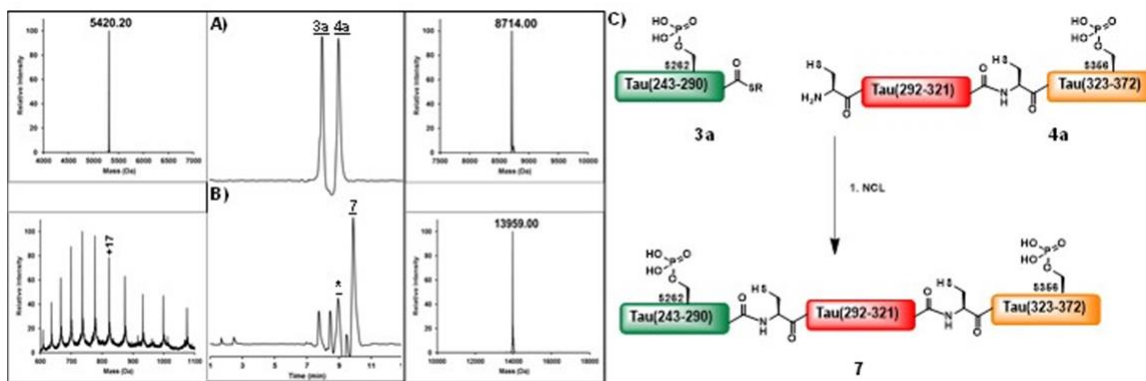 5420.20
Relative Intensity
100
80
60
40
20
0
4000 5000 6000 7000
Mass (Da)
A)
3a 4a
8714.00
Relative Intensity
100
80
60
40
20
0
7500 8000 8500 9000 9500 10000
Mass (Da)
B)
7
*
1 3 5 7 9 11
Time (min)
Relative Intensity
100
80
60
40
20
0
+17
600 700 800 900 1000 1100
Mass (Da)
13959.00
Relative Intensity
100
80
60
40
20
0
10000 12000 14000 16000 18000
Mass (Da)
C)
HO
HO
P
O
O
S262
Tau(243-290)
O
SR
3a
HS
H2N
O
Tau(292-321)
O
HS
N
H
O
HO
HO
P
O
O
S356
Tau(323-372)
4a
1. NCL
HO
HO
P
O
O
S262
Tau(243-290)
O
HS
N
H
O
Tau(292-321)
O
HS
N
H
O
HO
HO
P
O
O
S356
Tau(323-372)
7